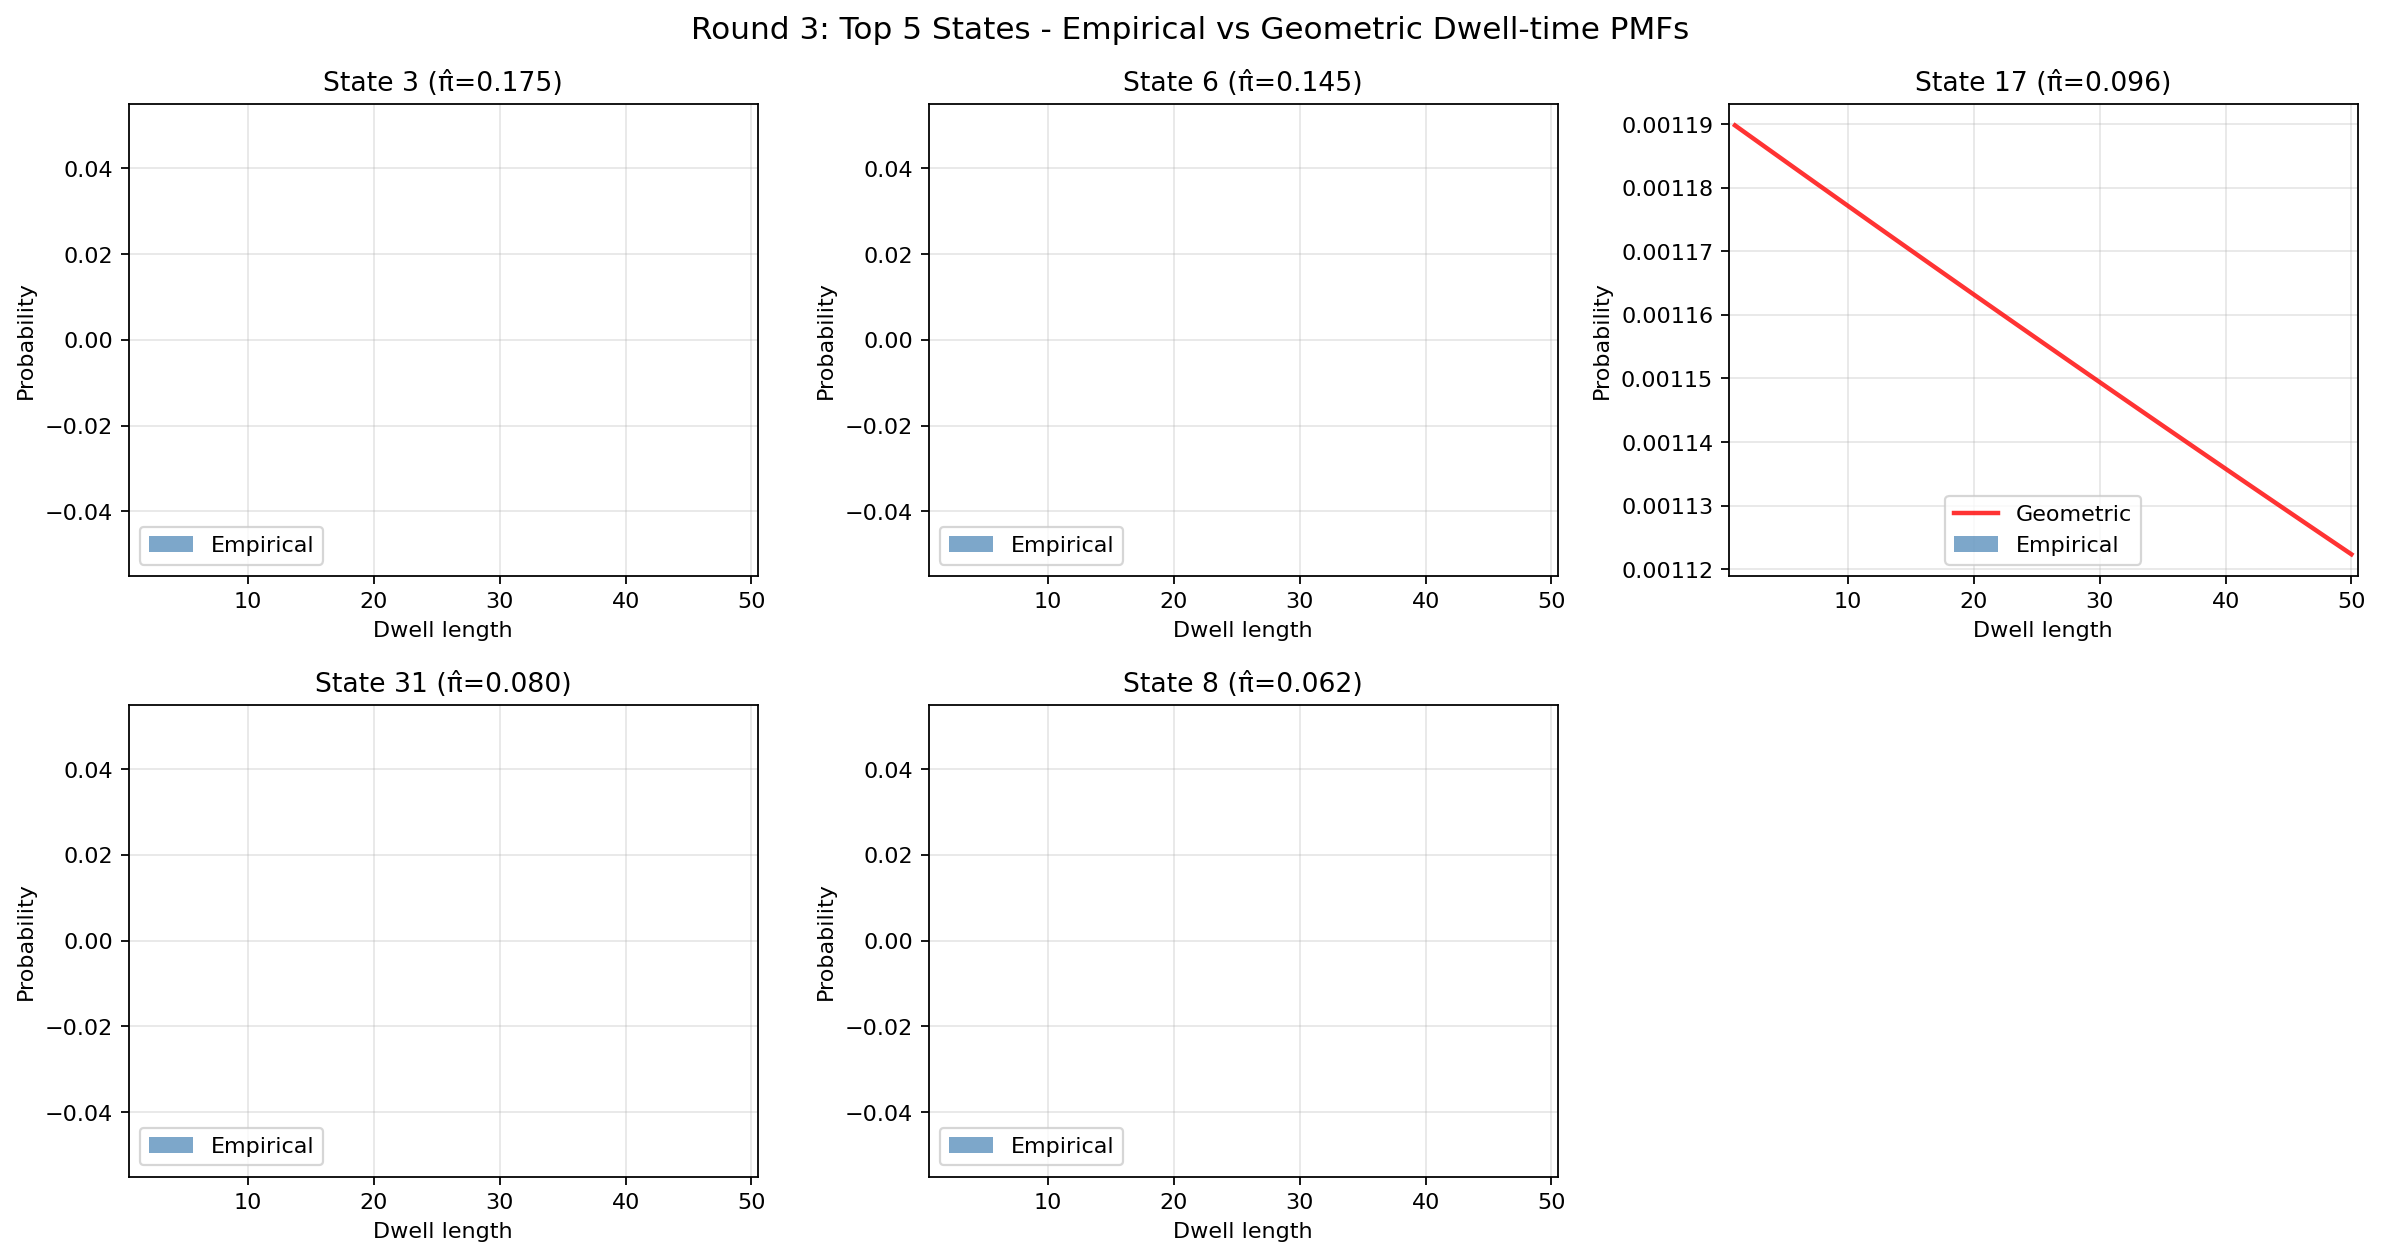 Round 3: Top 5 States - Empirical vs Geometric Dwell-time PMFs
State 3 (π̂=0.175)
Probability
0.04
0.02
0.00
−0.02
−0.04
Empirical
10 20 30 40 50
Dwell length
State 6 (π̂=0.145)
Probability
0.04
0.02
0.00
−0.02
−0.04
Empirical
10 20 30 40 50
Dwell length
State 17 (π̂=0.096)
Probability
0.00119
0.00118
0.00117
0.00116
0.00115
0.00114
0.00113
0.00112
Geometric
Empirical
10 20 30 40 50
Dwell length
State 31 (π̂=0.080)
Probability
0.04
0.02
0.00
−0.02
−0.04
Empirical
10 20 30 40 50
Dwell length
State 8 (π̂=0.062)
Probability
0.04
0.02
0.00
−0.02
−0.04
Empirical
10 20 30 40 50
Dwell length